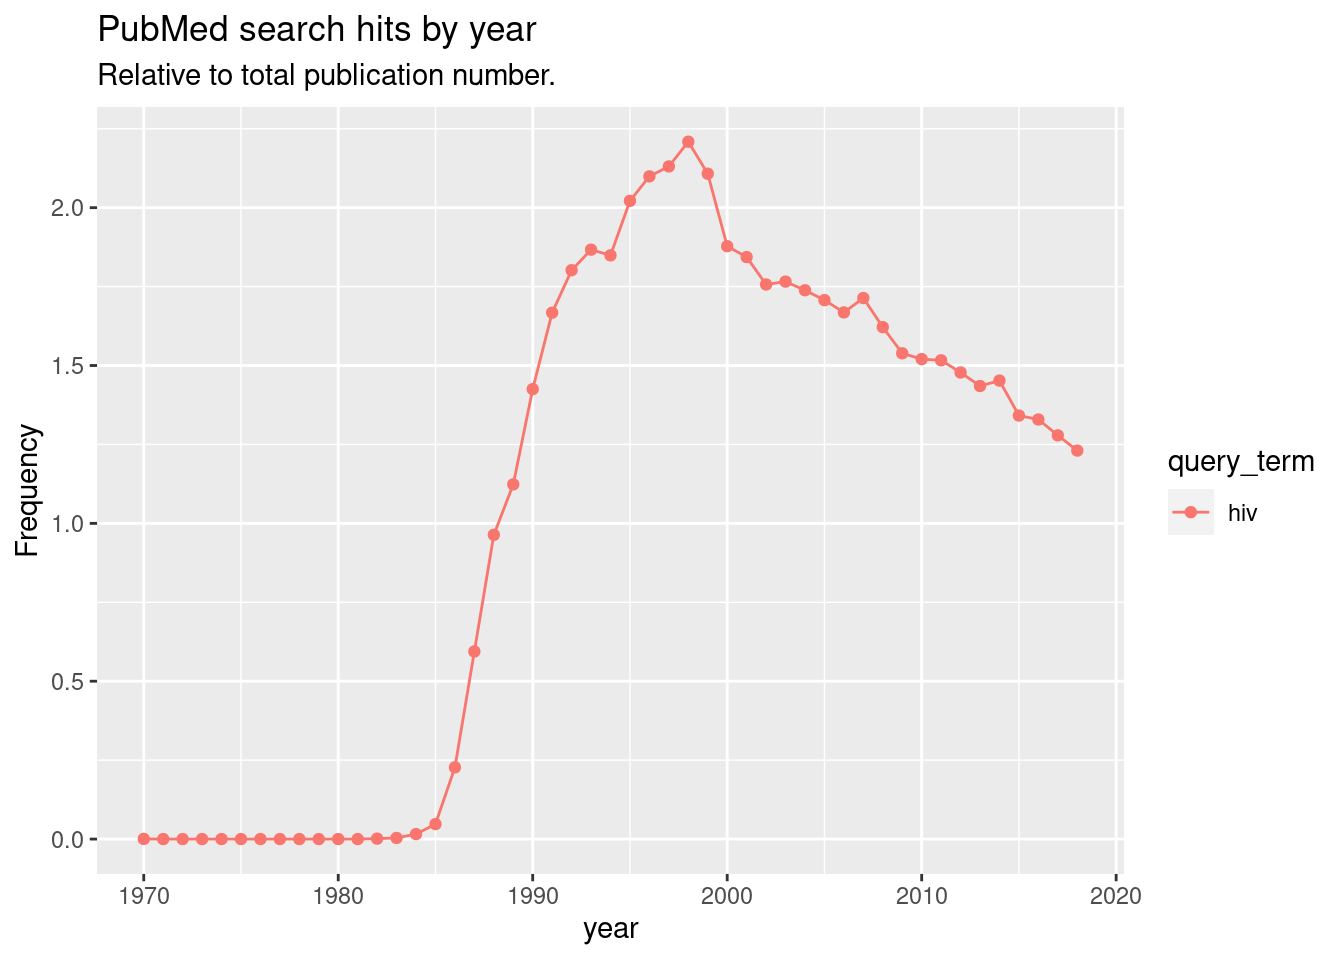 PubMed search hits by year
Relative to total publication number.
Frequency
2.0
1.5
1.0
0.5
0.0
1970 1980 1990 2000 2010 2020
year
query_term
hiv